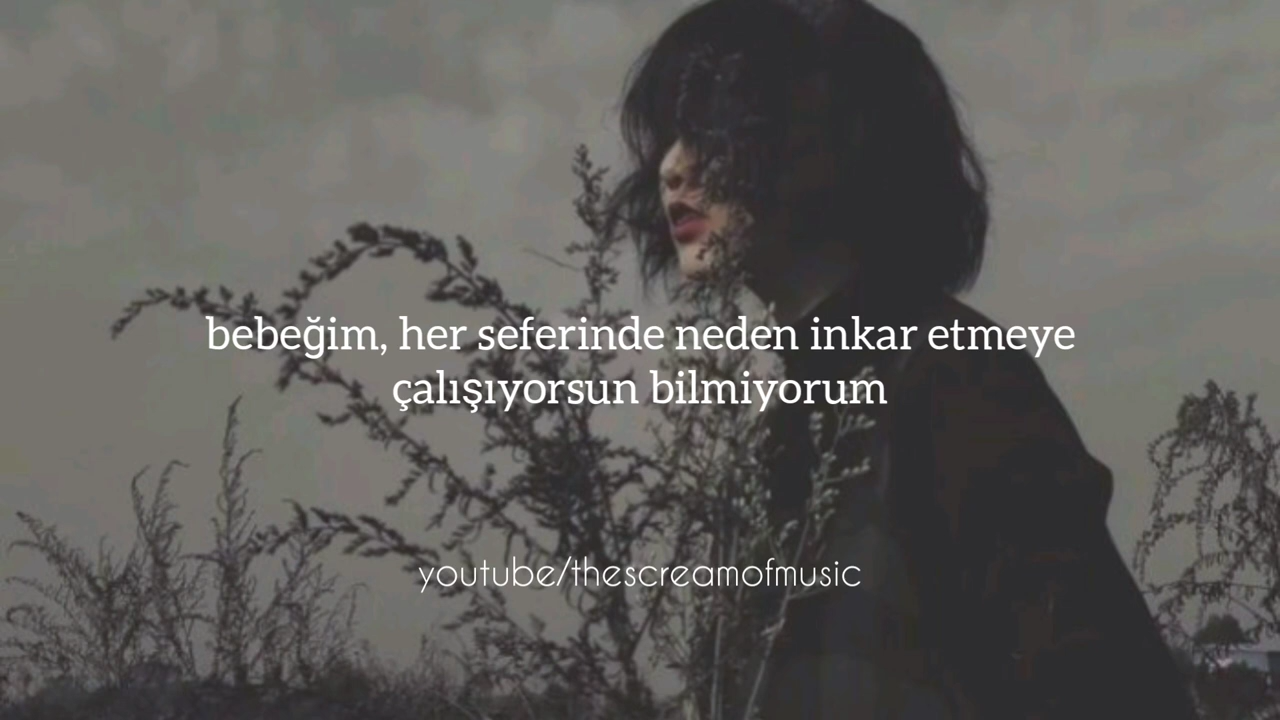 bebeğim, her seferinde neden inkar etmeye
çalışıyorsun bilmiyorum
youtube/thescreamofmusic